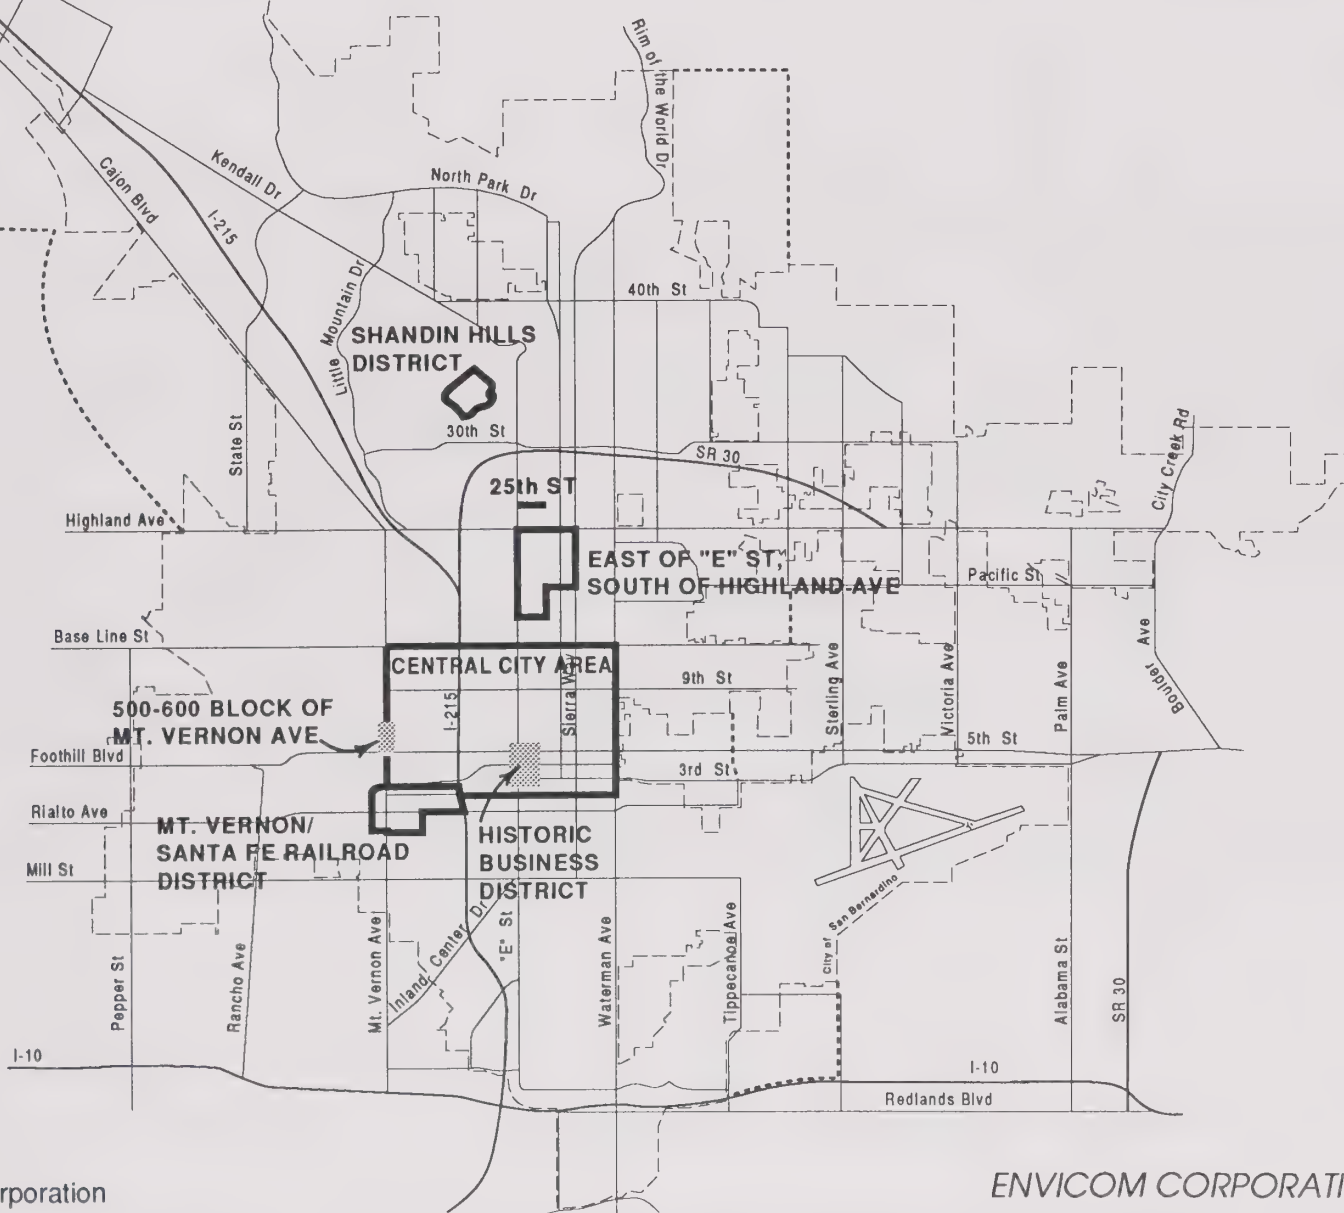 Rim of the World Dr
Kendall Dr
North Park Dr
Cajon Blvd
I-215
Little Mountain Dr
40th St
SHANDIN HILLS
DISTRICT
30th St
State St
SR 30
City Creek Rd
25th ST
Highland Ave
EAST OF "E" ST,
SOUTH OF HIGHLAND AVE
Pacific St
Base Line St
CENTRAL CITY AREA
9th St
Sierra Way
I-215
Sterling Ave
Victoria Ave
Palm Ave
Boulder Ave
500-600 BLOCK OF
MT. VERNON AVE
5th St
Foothill Blvd
3rd St
Rialto Ave
MT. VERNON/
SANTA FE RAILROAD
DISTRICT
HISTORIC
BUSINESS
DISTRICT
Mill St
City of San Bernardino
Pepper St
Rancho Ave
Mt. Vernon Ave
Inland Center Dr
"E" St
Waterman Ave
Tippecanoe Ave
Alabama St
SR 30
I-10
I-10
Redlands Blvd
rporation
ENVICOM CORPORATI